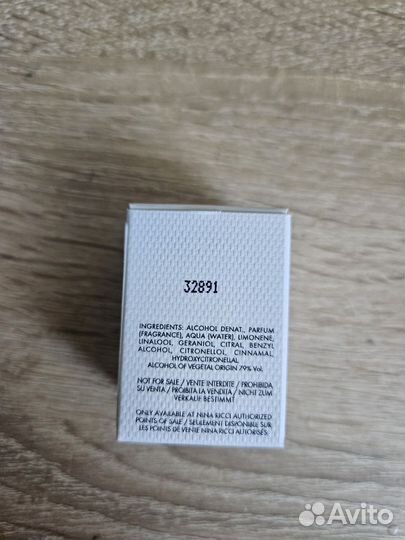 32891
INGREDIENTS: ALCOHOL DENAT., PARFUM
(FRAGRANCE), AQUA (WATER), LIMONENE,
LINALOOL, GERANIOL, CITRAL, BENZYL
ALCOHOL, CITRONELLOL, CINNAMAL,
HYDROXYCITRONELLAL
ALCOHOL OF VEGETAL ORIGIN 79% Vol.
NOT FOR SALE / VENTE INTERDITE / PROHIBIDA
SU VENTA / PROIBITA LA VENDITA / NICHT ZUM
VERKAUF BESTIMMT
ONLY AVAILABLE AT NINA RICCI AUTHORIZED
POINTS OF SALE / SEULEMENT DISPONIBLE SUR
LES POINTS DE VENTE NINA RICCI AUTORISÉS.
Avito